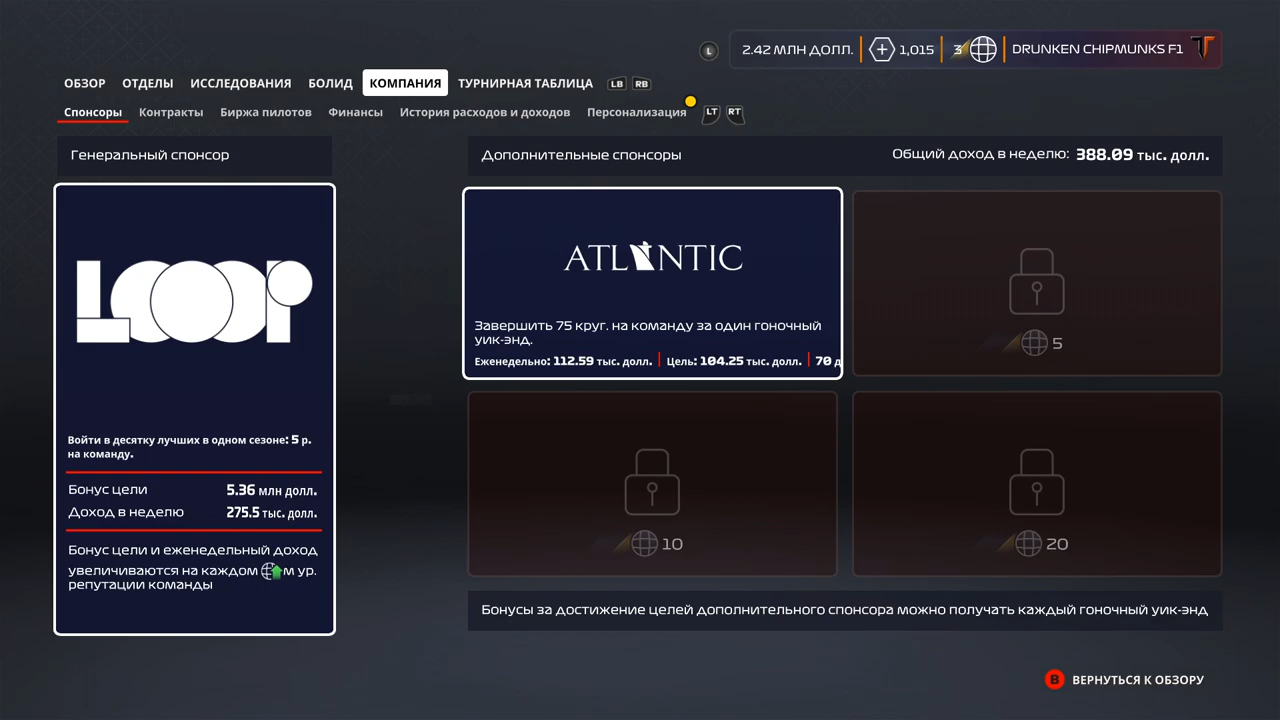 L
2.42 МЛН ДОЛЛ.
1,015
3
DRUNKEN CHIPMUNKS F1
ОБЗОР ОТДЕЛЫ ИССЛЕДОВАНИЯ БОЛИД КОМПАНИЯ ТУРНИРНАЯ ТАБЛИЦА LB RB
Спонсоры Контракты Биржа пилотов Финансы История расходов и доходов Персонализация LT RT
Генеральный спонсор
Дополнительные спонсоры
Общий доход в неделю: 388.09 тыс. долл.
LOOP
Войти в десятку лучших в одном сезоне: 5 р.
на команду.
Бонус цели 5.36 млн долл.
Доход в неделю 275.5 тыс. долл.
Бонус цели и еженедельный доход
увеличиваются на каждом м ур.
репутации команды
ATLANTIC
Завершить 75 круг. на команду за один гоночный
уик-энд.
Еженедельно: 112.59 тыс. долл. Цель: 104.25 тыс. долл. 70 д
5
10
20
Бонусы за достижение целей дополнительного спонсора можно получать каждый гоночный уик-энд
B ВЕРНУТЬСЯ К ОБЗОРУ